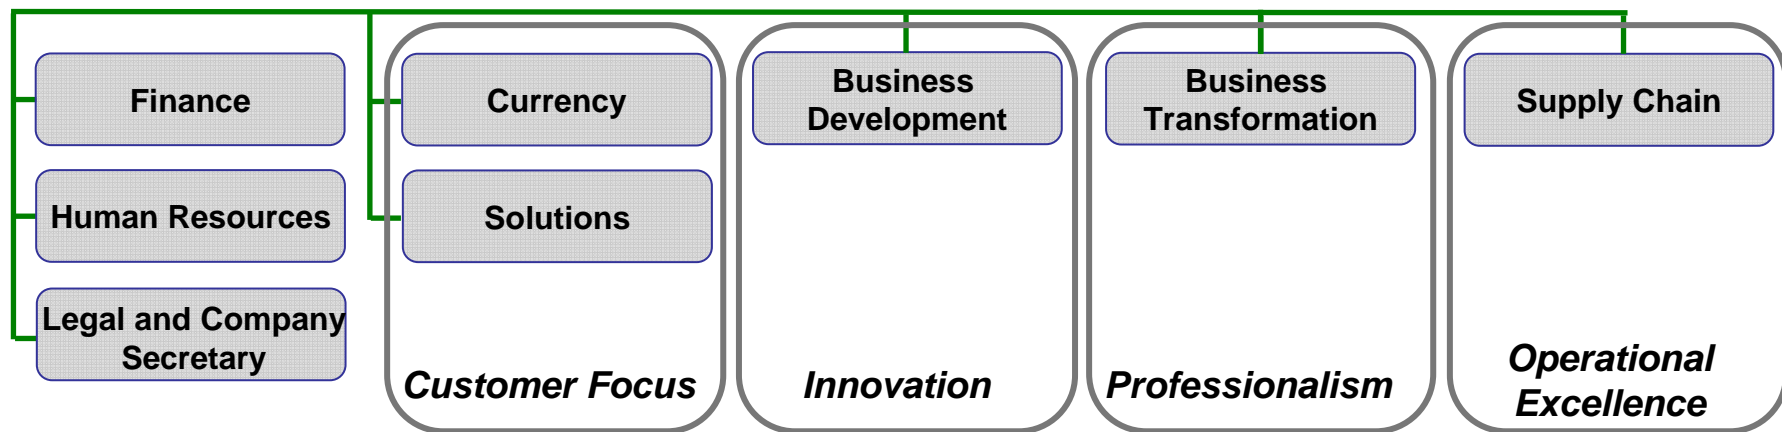 Finance
Human Resources
Legal and Company
Secretary
Currency
Solutions
Customer Focus
Business
Development
Innovation
Business
Transformation
Professionalism
Supply Chain
Operational
Excellence